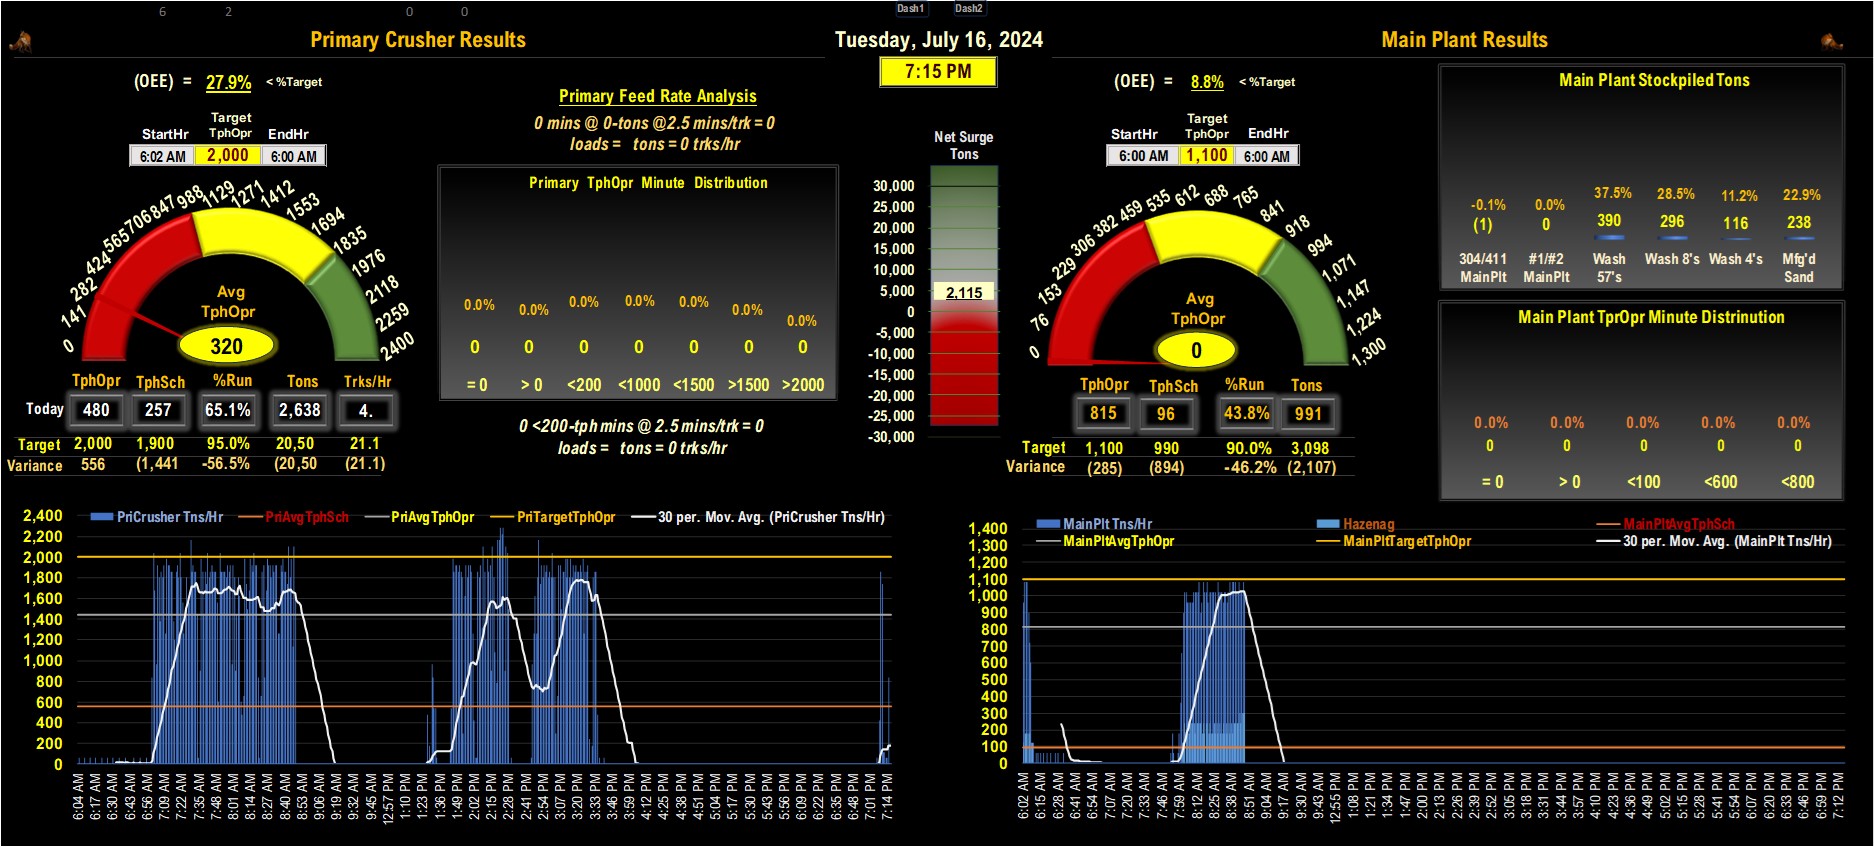 6 2 0 0 Dash1 Dash2
Primary Crusher Results
Tuesday, July 16, 2024
Main Plant Results
7:15 PM
(OEE) = 27.9% < %Target
Target
StartHr TphOpr EndHr
6:02 AM 2,000 6:00 AM
0 141 282 424 565 706 847 988 1129 1271 1412 1553 1694 1835 1976 2118 2259 2400
Avg
TphOpr
320
TphOpr TphSch %Run Tons Trks/Hr
Today 480 257 65.1% 2,638 4.
Target 2,000 1,900 95.0% 20,50 21.1
Variance 556 (1,441 -56.5% (20,50 (21.1)
Primary Feed Rate Analysis
0 mins @ 0-tons @2.5 mins/trk = 0
loads = tons = 0 trks/hr
Primary TphOpr Minute Distribution
0.0% 0.0% 0.0% 0.0% 0.0% 0.0% 0.0%
0 0 0 0 0 0 0
= 0 > 0 <200 <1000 <1500 >1500 >2000
0 <200-tph mins @ 2.5 mins/trk = 0
loads = tons = 0 trks/hr
Net Surge
Tons
30,000
25,000
20,000
15,000
10,000
5,000
2,115
0
-5,000
-10,000
-15,000
-20,000
-25,000
-30,000
(OEE) = 8.8% < %Target
Target
StartHr TphOpr EndHr
6:00 AM 1,100 6:00 AM
0 76 153 229 306 382 459 535 612 688 765 841 918 994 1,071 1,147 1,224 1,300
Avg
TphOpr
0
TphOpr TphSch %Run Tons
815 96 43.8% 991
Target 1,100 990 90.0% 3,098
Variance (285) (894) -46.2% (2,107)
Main Plant Stockpiled Tons
-0.1% 0.0% 37.5% 28.5% 11.2% 22.9%
(1) 0 390 296 116 238
304/411 #1/#2 Wash Wash 8's Wash 4's Mfg'd
MainPlt MainPlt 57's Sand
Main Plant TprOpr Minute Distrinution
0.0% 0.0% 0.0% 0.0% 0.0%
0 0 0 0 0
= 0 > 0 <100 <600 <800
PriCrusher Tns/Hr PriAvgTphSch PriAvgTphOpr PriTargetTphOpr 30 per. Mov. Avg. (PriCrusher Tns/Hr)
2,400
2,200
2,000
1,800
1,600
1,400
1,200
1,000
800
600
400
200
0
6:04 AM 6:17 AM 6:30 AM 6:43 AM 6:56 AM 7:09 AM 7:22 AM 7:35 AM 7:48 AM 8:01 AM 8:14 AM 8:27 AM 8:40 AM 8:53 AM 9:06 AM 9:19 AM 9:32 AM 9:45 AM 12:57 PM 1:10 PM 1:23 PM 1:36 PM 1:49 PM 2:02 PM 2:15 PM 2:28 PM 2:41 PM 2:54 PM 3:07 PM 3:20 PM 3:33 PM 3:46 PM 3:59 PM 4:12 PM 4:25 PM 4:38 PM 4:51 PM 5:04 PM 5:17 PM 5:30 PM 5:43 PM 5:56 PM 6:09 PM 6:22 PM 6:35 PM 6:48 PM 7:01 PM 7:14 PM
MainPlt Tns/Hr Hazenag MainPltAvgTphSch
MainPltAvgTphOpr MainPltTargetTphOpr 30 per. Mov. Avg. (MainPlt Tns/Hr)
1,400
1,300
1,200
1,100
1,000
900
800
700
600
500
400
300
200
100
0
6:02 AM 6:15 AM 6:28 AM 6:41 AM 6:54 AM 7:07 AM 7:20 AM 7:33 AM 7:46 AM 7:59 AM 8:12 AM 8:25 AM 8:38 AM 8:51 AM 9:04 AM 9:17 AM 9:30 AM 9:43 AM 12:55 PM 1:08 PM 1:21 PM 1:34 PM 1:47 PM 2:00 PM 2:13 PM 2:26 PM 2:39 PM 2:52 PM 3:05 PM 3:18 PM 3:31 PM 3:44 PM 3:57 PM 4:10 PM 4:23 PM 4:36 PM 4:49 PM 5:02 PM 5:15 PM 5:28 PM 5:41 PM 5:54 PM 6:07 PM 6:20 PM 6:33 PM 6:46 PM 6:59 PM 7:12 PM